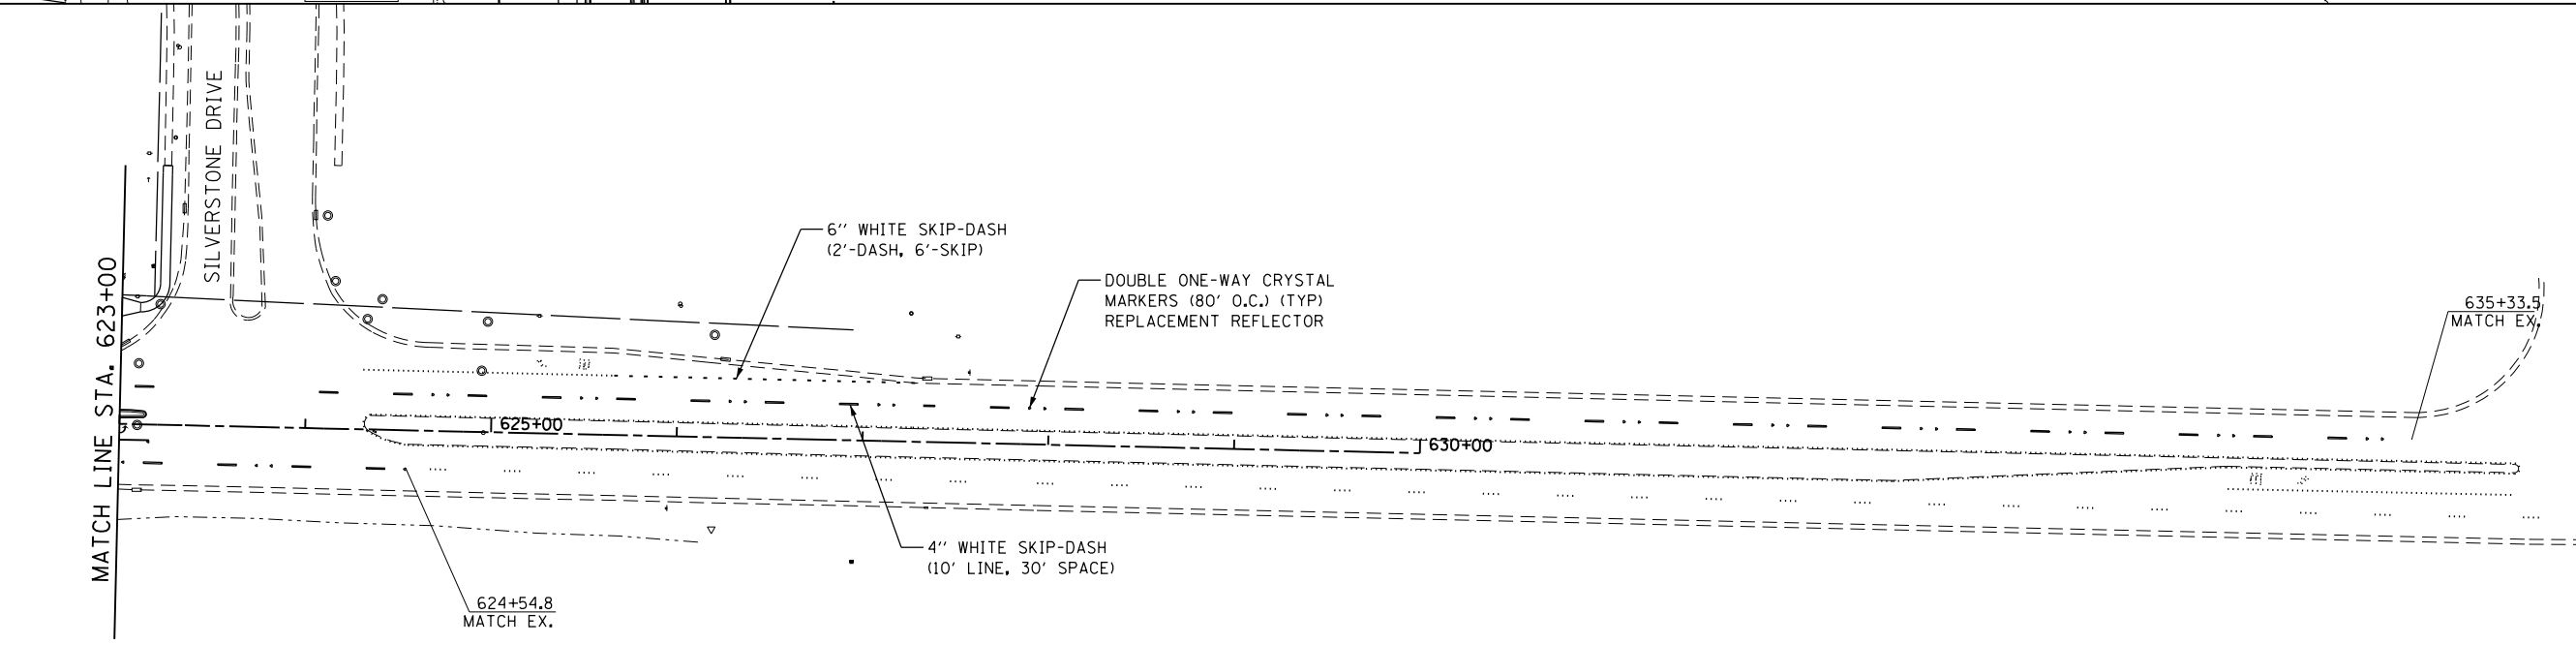 SILVERSTONE DRIVE
MATCH LINE STA. 623+00
6'' WHITE SKIP-DASH
(2'-DASH, 6'-SKIP)
DOUBLE ONE-WAY CRYSTAL
MARKERS (80' O.C.) (TYP)
REPLACEMENT REFLECTOR
635+33.5
MATCH EX.
625+00
630+00
4'' WHITE SKIP-DASH
(10' LINE, 30' SPACE)
624+54.8
MATCH EX.